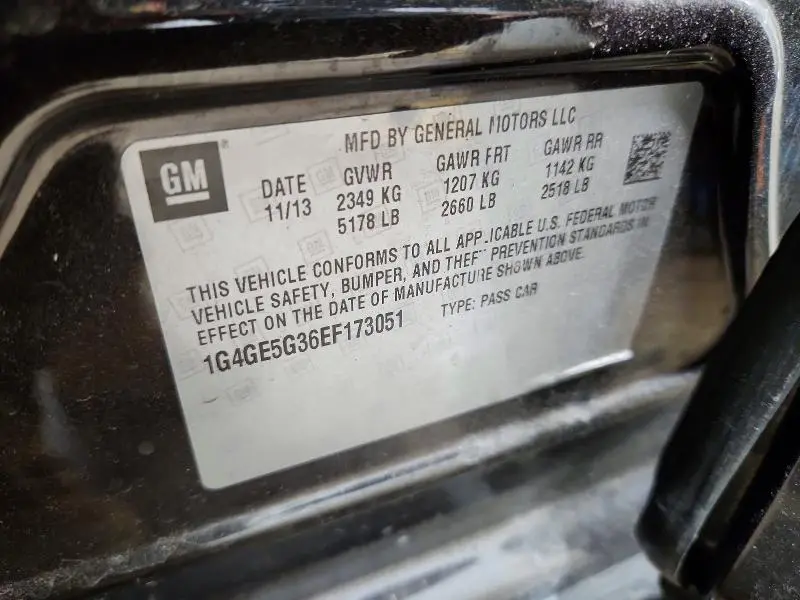 MFD BY GENERAL MOTORS LLC
GM ®
DATE GVWR GAWR FRT GAWR RR
11/13 2349 KG 1207 KG 1142 KG
5178 LB 2660 LB 2518 LB
THIS VEHICLE CONFORMS TO ALL APPLICABLE U.S. FEDERAL MOTOR
VEHICLE SAFETY, BUMPER, AND THEFT PREVENTION STANDARDS IN
EFFECT ON THE DATE OF MANUFACTURE SHOWN ABOVE.
1G4GE5G36EF173051 TYPE: PASS CAR